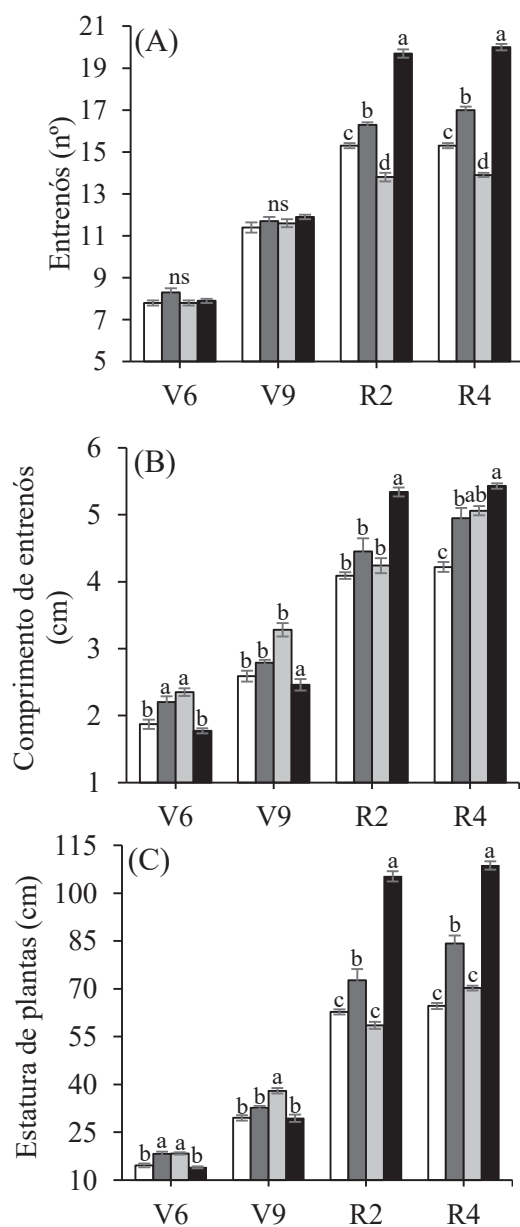 (A)
Entrenós (nº)
21
19
17
15
13
11
9
7
5
ns
ns
c b d a
c b d a
V6 V9 R2 R4
(B)
Comprimento de entrenós
(cm)
6
5
4
3
2
1
b a a b
b b b a
b b b a
c b ab a
V6 V9 R2 R4
(C)
Estatura de plantas (cm)
115
100
85
70
55
40
25
10
b a a b
b b a b
c b c a
c b c a
V6 V9 R2 R4